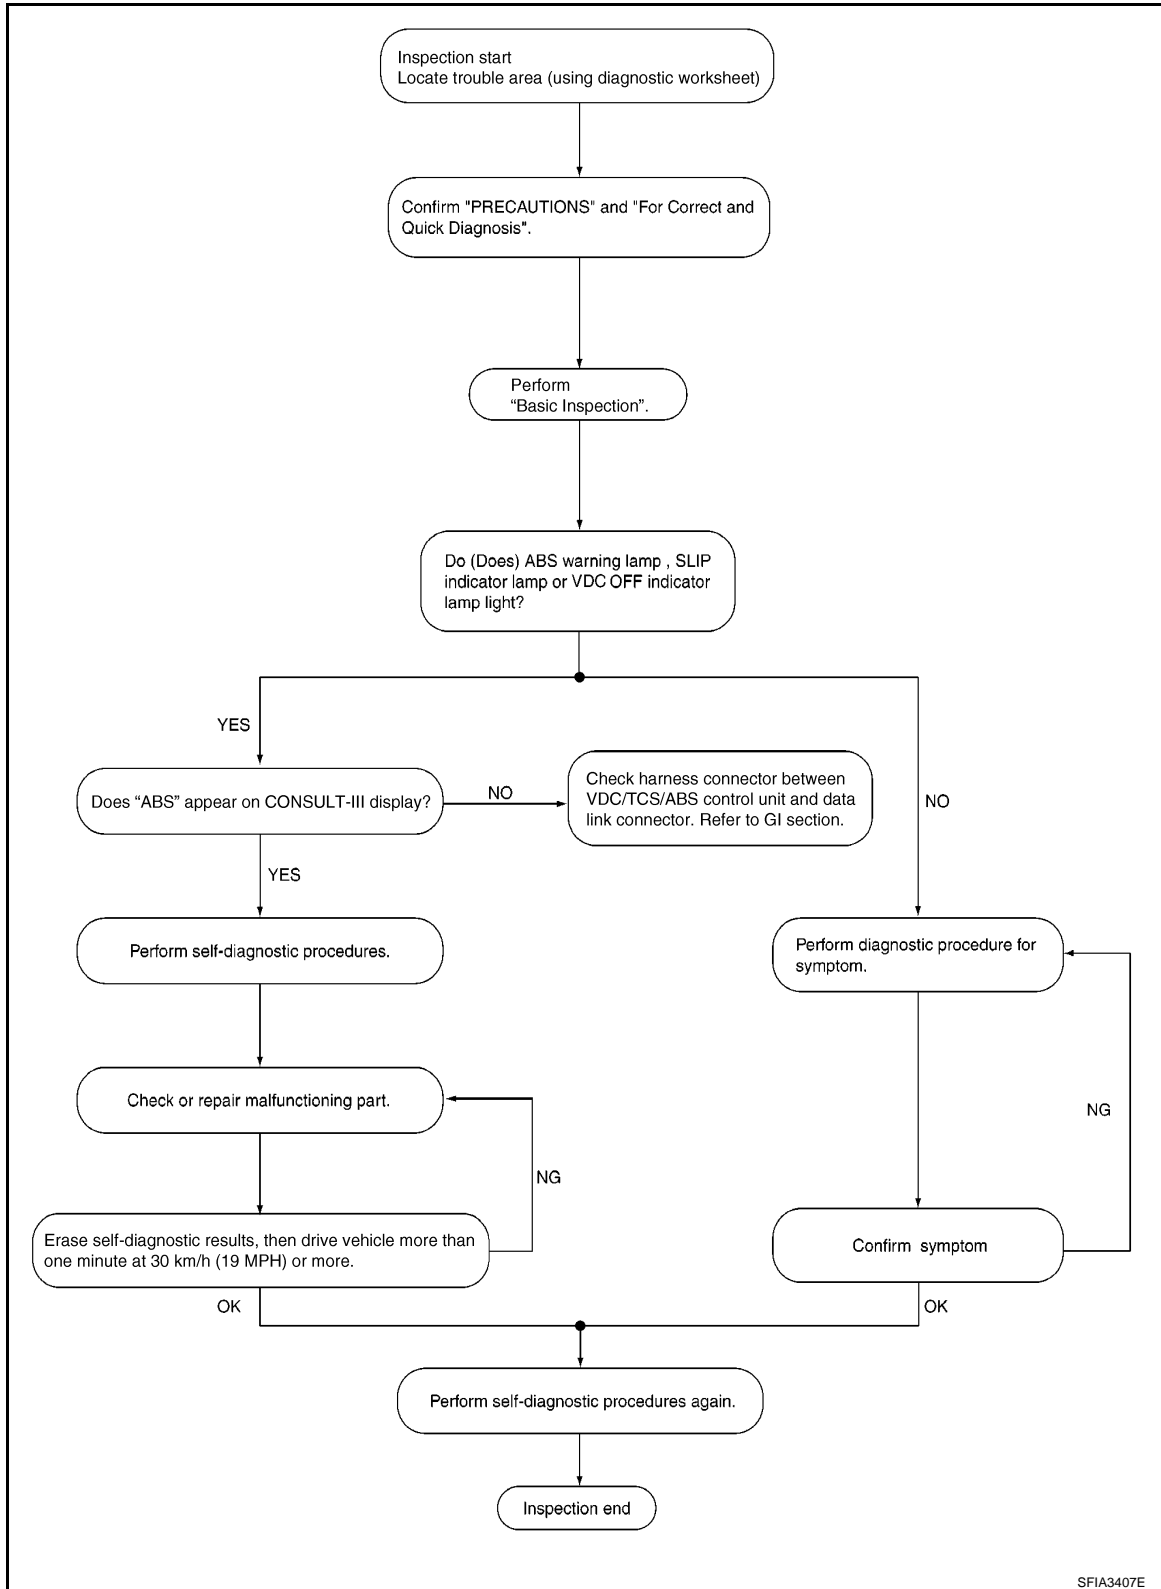 Inspection start
Locate trouble area (using diagnostic worksheet)
Confirm "PRECAUTIONS" and "For Correct and
Quick Diagnosis".
Perform
“Basic Inspection”.
Do (Does) ABS warning lamp , SLIP
indicator lamp or VDC OFF indicator
lamp light?
YES
NO
Does “ABS” appear on CONSULT-III display?
NO
Check harness connector between
VDC/TCS/ABS control unit and data
link connector. Refer to GI section.
YES
Perform self-diagnostic procedures.
Perform diagnostic procedure for
symptom.
Check or repair malfunctioning part.
NG
NG
Erase self-diagnostic results, then drive vehicle more than
one minute at 30 km/h (19 MPH) or more.
Confirm symptom
OK
OK
Perform self-diagnostic procedures again.
Inspection end
SFIA3407E